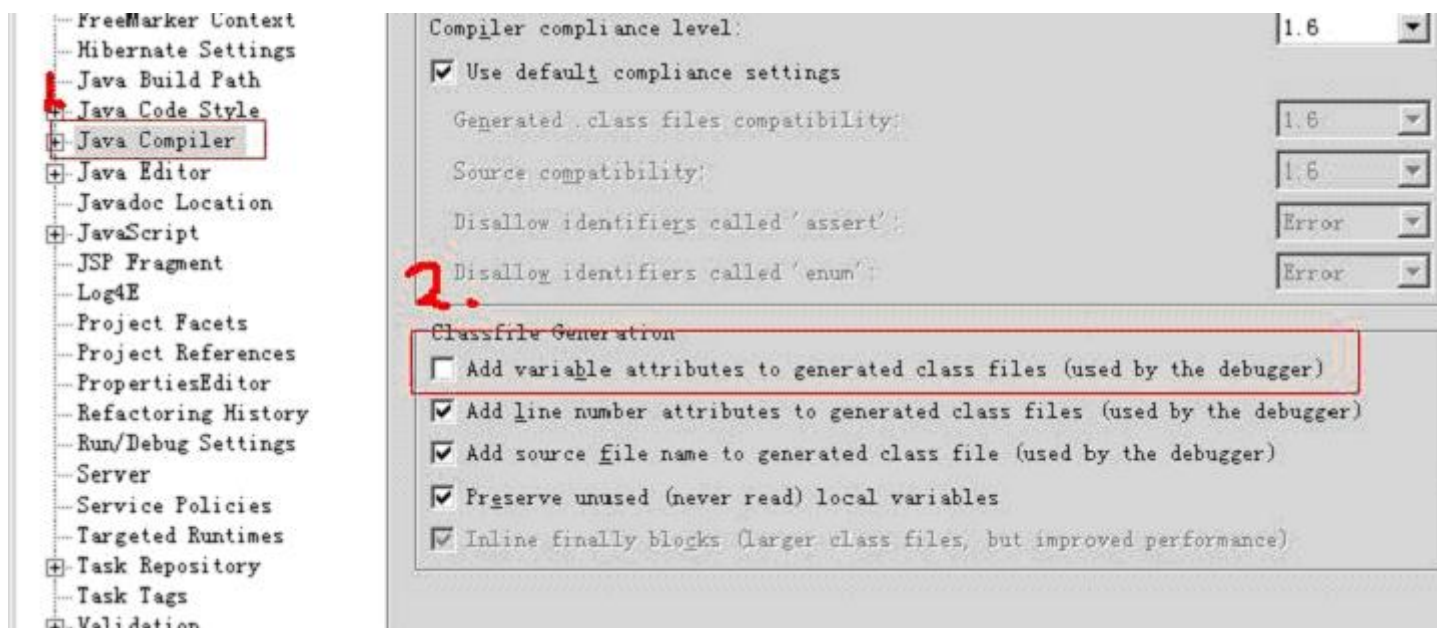 FreeMarker Context
Hibernate Settings
Java Build Path
1.
Java Code Style
Java Compiler
Java Editor
Javadoc Location
JavaScript
JSP Fragment
Log4E
Project Facets
Project References
PropertiesEditor
Refactoring History
Run/Debug Settings
Server
Service Policies
Targeted Runtimes
Task Repository
Task Tags
Validation
Compiler compliance level: 1.6
Use default compliance settings
Generated .class files compatibility: 1.6
Source compatibility: 1.6
Disallow identifiers called 'assert': Error
Disallow identifiers called 'enum': Error
2.
Classfile Generation
Add variable attributes to generated class files (used by the debugger)
Add line number attributes to generated class files (used by the debugger)
Add source file name to generated class file (used by the debugger)
Preserve unused (never read) local variables
Inline finally blocks (larger class files, but improved performance)